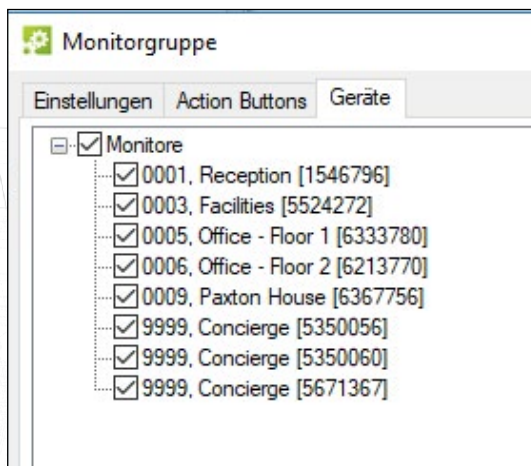 Monitorgruppe
Einstellungen Action Buttons Geräte
Monitore
0001, Reception [1546796]
0003, Facilities [5524272]
0005, Office - Floor 1 [6333780]
0006, Office - Floor 2 [6213770]
0009, Paxton House [6367756]
9999, Concierge [5350056]
9999, Concierge [5350060]
9999, Concierge [5671367]